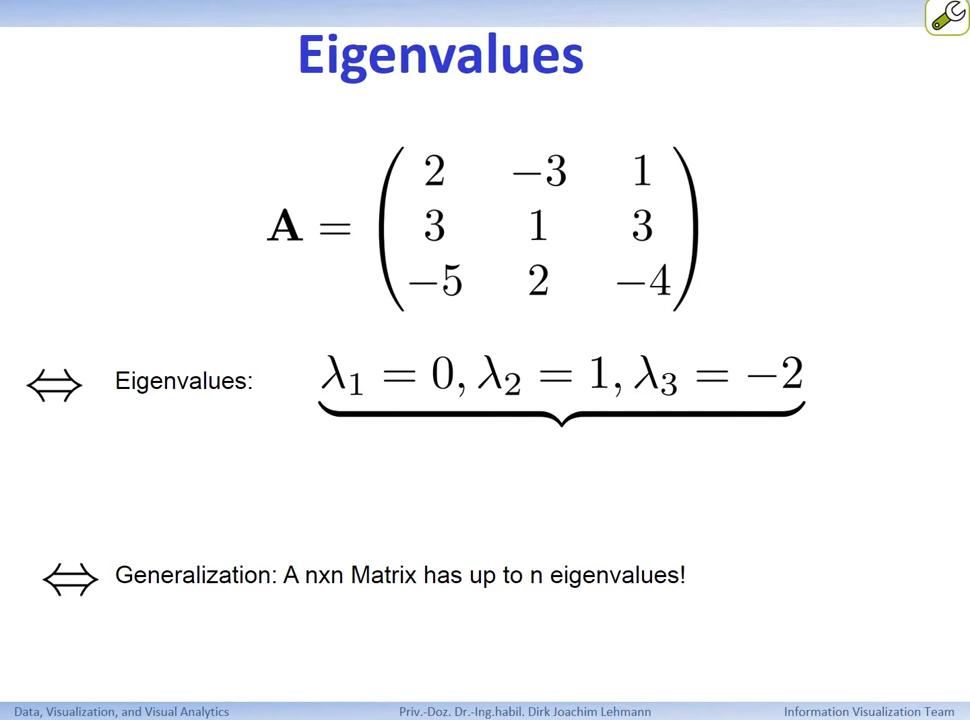 Eigenvalues
A = ( 2 −3 1
3 1 3
−5 2 −4 )
⇔ Eigenvalues: λ₁ = 0, λ₂ = 1, λ₃ = −2
⇔ Generalization: A nxn Matrix has up to n eigenvalues!
Data, Visualization, and Visual Analytics
Priv.-Doz. Dr.-Ing.habil. Dirk Joachim Lehmann
Information Visualization Team